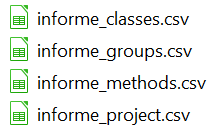 informe_classes.csv
informe_groups.csv
informe_methods.csv
informe_project.csv